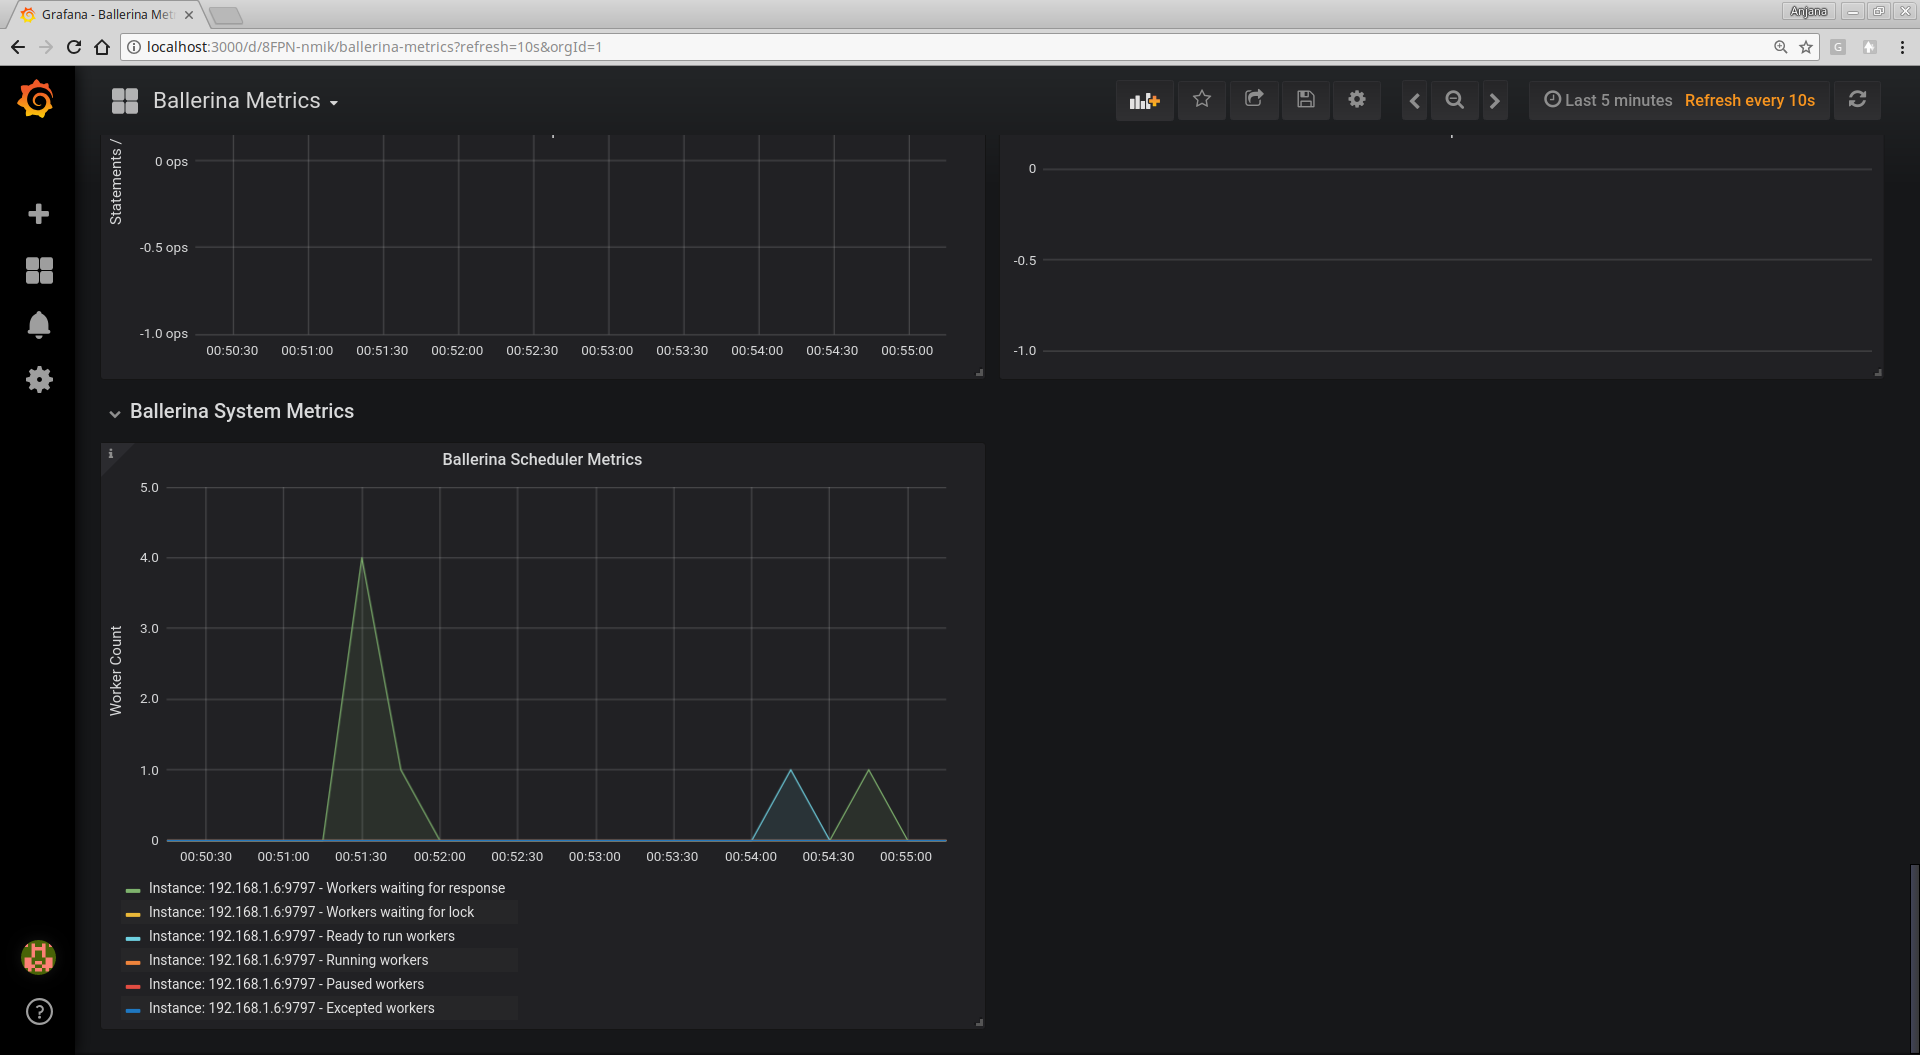 Grafana - Ballerina Met
Anjana
localhost:3000/d/8FPN-nmik/ballerina-metrics?refresh=10s&orgId=1
G
Ballerina Metrics
Last 5 minutes Refresh every 10s
Statements /
0 ops
-0.5 ops
-1.0 ops
00:50:30 00:51:00 00:51:30 00:52:00 00:52:30 00:53:00 00:53:30 00:54:00 00:54:30 00:55:00
0
-0.5
-1.0
Ballerina System Metrics
i
Ballerina Scheduler Metrics
Worker Count
5.0
4.0
3.0
2.0
1.0
0
00:50:30 00:51:00 00:51:30 00:52:00 00:52:30 00:53:00 00:53:30 00:54:00 00:54:30 00:55:00
Instance: 192.168.1.6:9797 - Workers waiting for response
Instance: 192.168.1.6:9797 - Workers waiting for lock
Instance: 192.168.1.6:9797 - Ready to run workers
Instance: 192.168.1.6:9797 - Running workers
Instance: 192.168.1.6:9797 - Paused workers
Instance: 192.168.1.6:9797 - Excepted workers
?